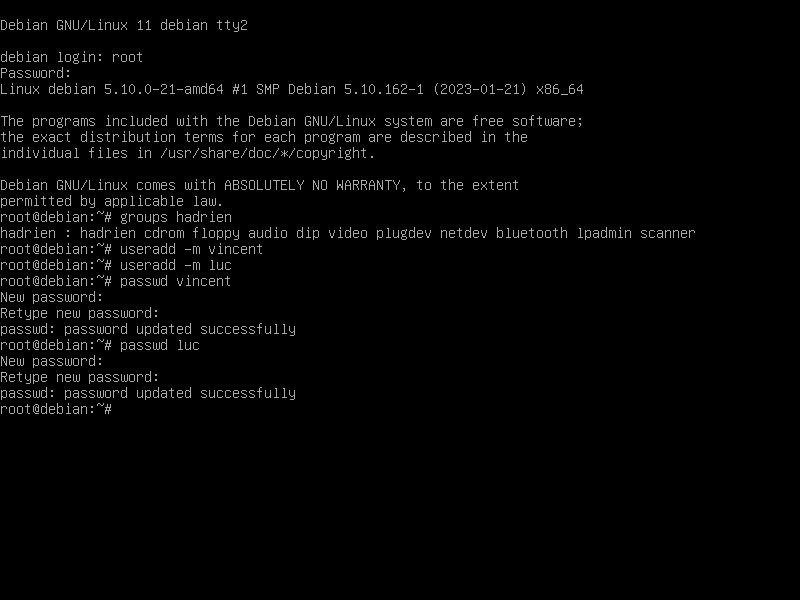 Debian GNU/Linux 11 debian tty2
debian login: root
Password:
Linux debian 5.10.0-21-amd64 #1 SMP Debian 5.10.162-1 (2023-01-21) x86_64
The programs included with the Debian GNU/Linux system are free software;
the exact distribution terms for each program are described in the
individual files in /usr/share/doc/*/copyright.
Debian GNU/Linux comes with ABSOLUTELY NO WARRANTY, to the extent
permitted by applicable law.
root@debian:~# groups hadrien
hadrien : hadrien cdrom floppy audio dip video plugdev netdev bluetooth lpadmin scanner
root@debian:~# useradd -m vincent
root@debian:~# useradd -m luc
root@debian:~# passwd vincent
New password:
Retype new password:
passwd: password updated successfully
root@debian:~# passwd luc
New password:
Retype new password:
passwd: password updated successfully
root@debian:~#